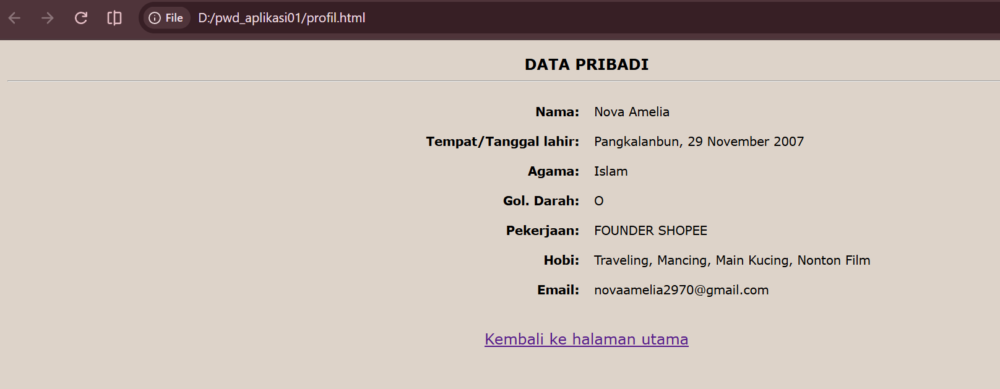 File D:/pwd_aplikasi01/profil.html
DATA PRIBADI
Nama: Nova Amelia
Tempat/Tanggal lahir: Pangkalanbun, 29 November 2007
Agama: Islam
Gol. Darah: O
Pekerjaan: FOUNDER SHOPEE
Hobi: Traveling, Mancing, Main Kucing, Nonton Film
Email: novaamelia2970@gmail.com
Kembali ke halaman utama